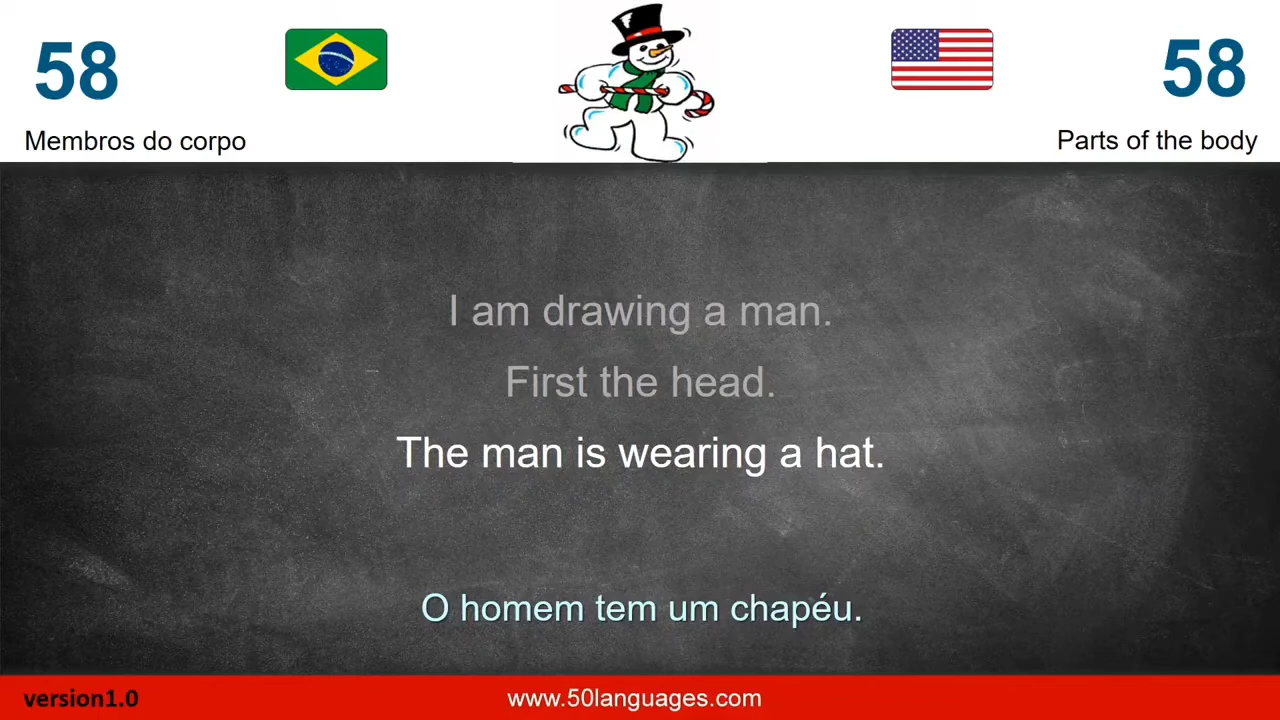 58
58
Membros do corpo
Parts of the body
I am drawing a man.
First the head.
The man is wearing a hat.
O homem tem um chapéu.
version1.0
www.50languages.com